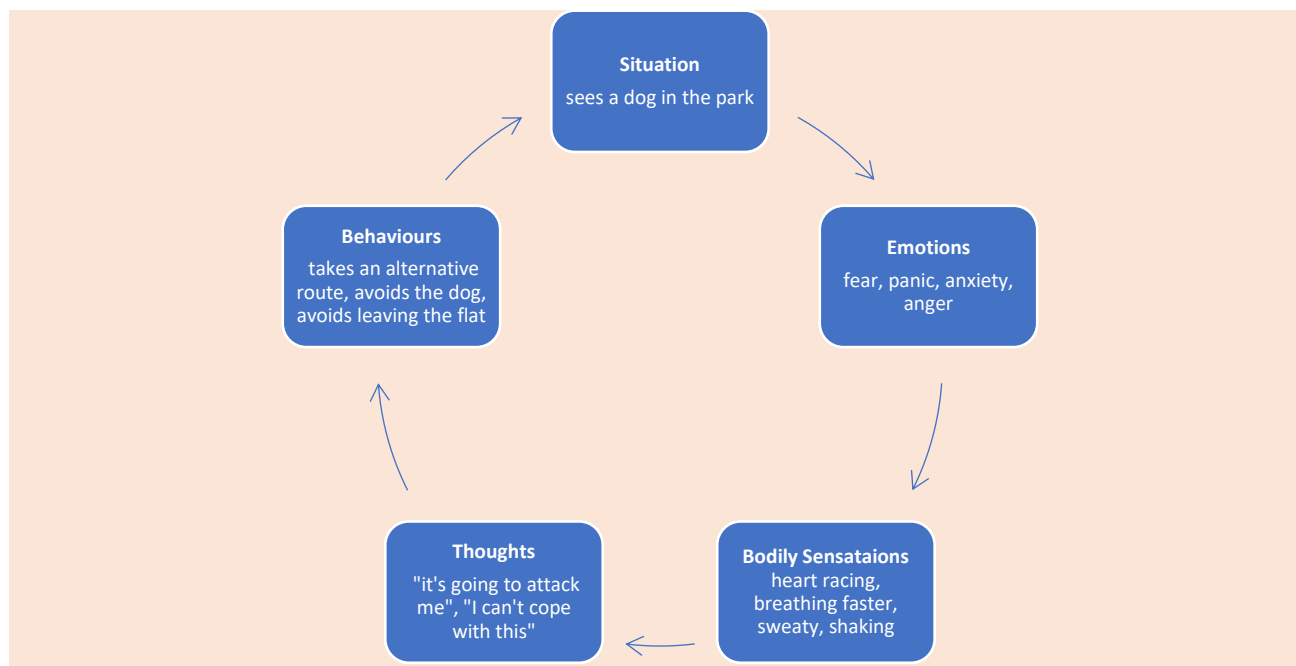 Situation
sees a dog in the park
Emotions
fear, panic, anxiety,
anger
Bodily Sensataions
heart racing,
breathing faster,
sweaty, shaking
Thoughts
"it's going to attack
me", "I can't cope
with this"
Behaviours
takes an alternative
route, avoids the dog,
avoids leaving the flat